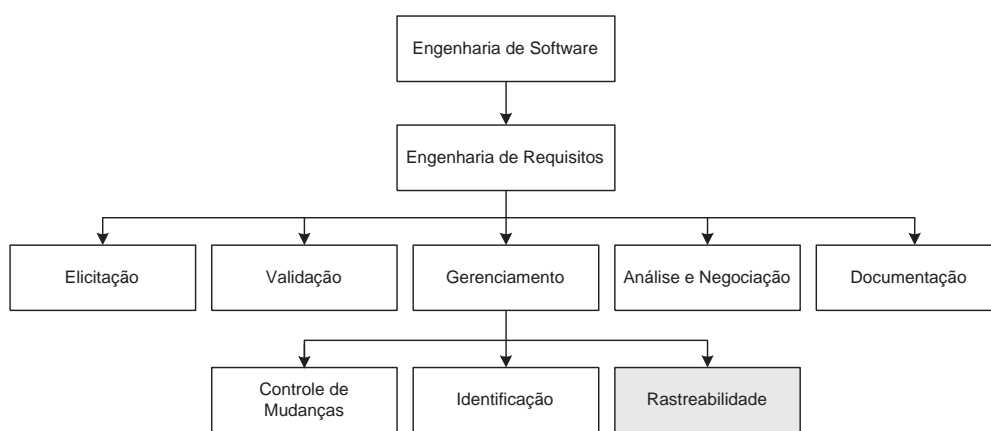 Engenharia de Software
Engenharia de Requisitos
Elicitação
Validação
Gerenciamento
Análise e Negociação
Documentação
Controle de
Mudanças
Identificação
Rastreabilidade